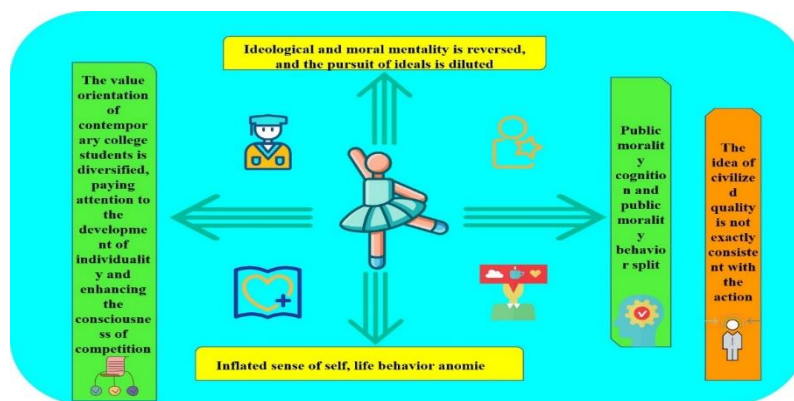 Ideological and moral mentality is reversed,
and the pursuit of ideals is diluted
The value
orientation
of
contempor
ary college
students is
diversified,
paying
attention to
the
developme
nt of
individualit
y and
enhancing
the
consciousne
ss of
competition
Public
moralit
y
cognitio
n and
public
moralit
y
behavio
r split
The
idea of
civilize
d
quality
is not
exactly
consiste
nt with
the
action
Inflated sense of self, life behavior anomie